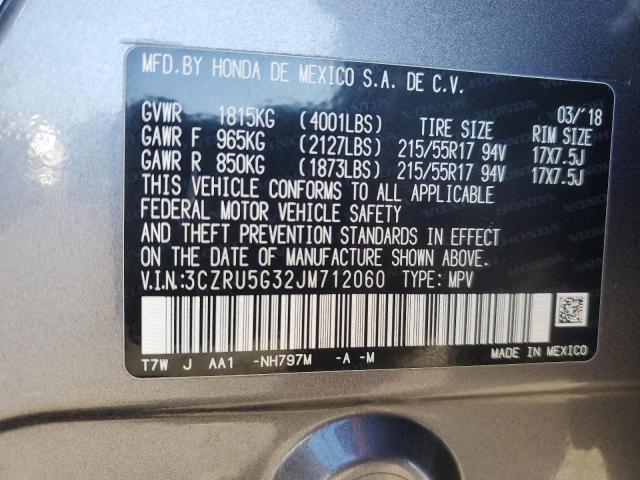 MFD.BY HONDA DE MEXICO S.A. DE C.V.
03/'18
GVWR 1815KG (4001LBS) TIRE SIZE RIM SIZE
GAWR F 965KG (2127LBS) 215/55R17 94V 17X7.5J
GAWR R 850KG (1873LBS) 215/55R17 94V 17X7.5J
THIS VEHICLE CONFORMS TO ALL APPLICABLE
FEDERAL MOTOR VEHICLE SAFETY
AND THEFT PREVENTION STANDARDS IN EFFECT
ON THE DATE OF MANUFACTURE SHOWN ABOVE.
V.I.N:3CZRU5G32JM712060 TYPE: MPV
T7W J AA1 -NH797M -A -M
MADE IN MEXICO